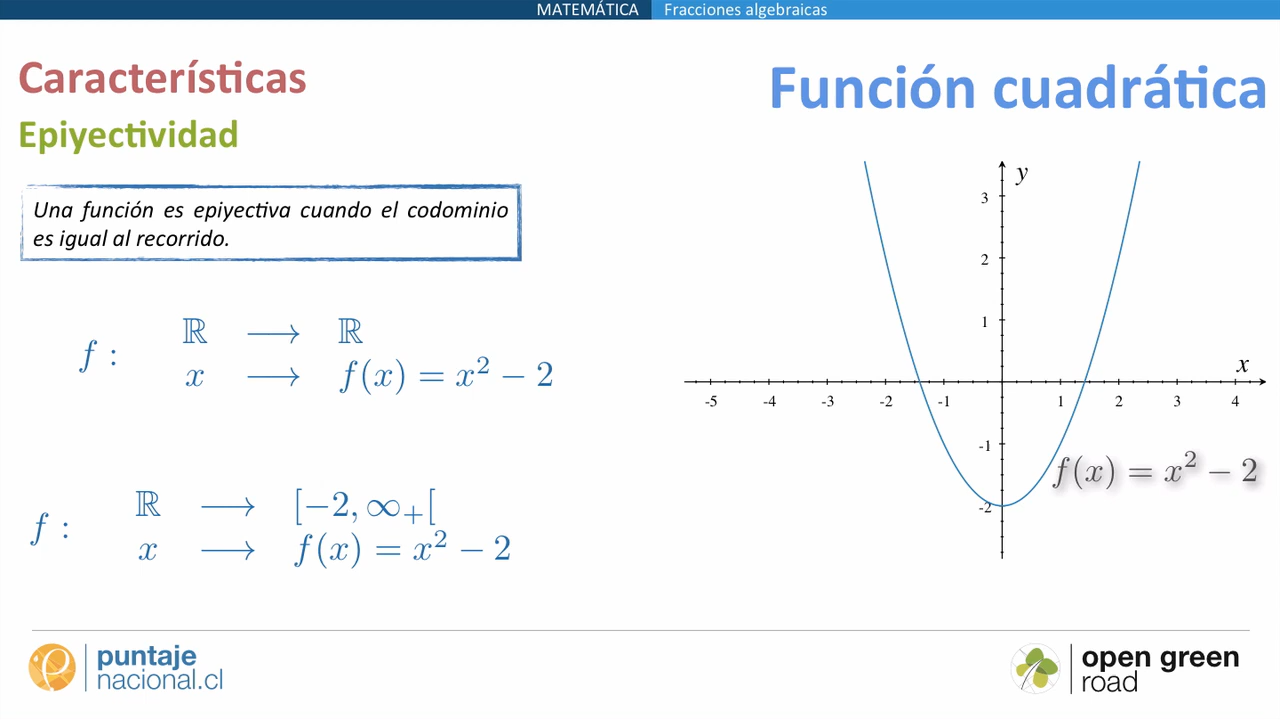 MATEMÁTICA Fracciones algebraicas
Características
Función cuadrática
Epiyectividad
Una función es epiyectiva cuando el codominio
es igual al recorrido.
f : ℝ ⟶ ℝ
x ⟶ f(x) = x² − 2
f : ℝ ⟶ [−2, ∞₊[
x ⟶ f(x) = x² − 2
y
3
2
1
x
-5 -4 -3 -2 -1 1 2 3 4
-1
f(x) = x² − 2
-2
puntaje
nacional.cl
open green
road